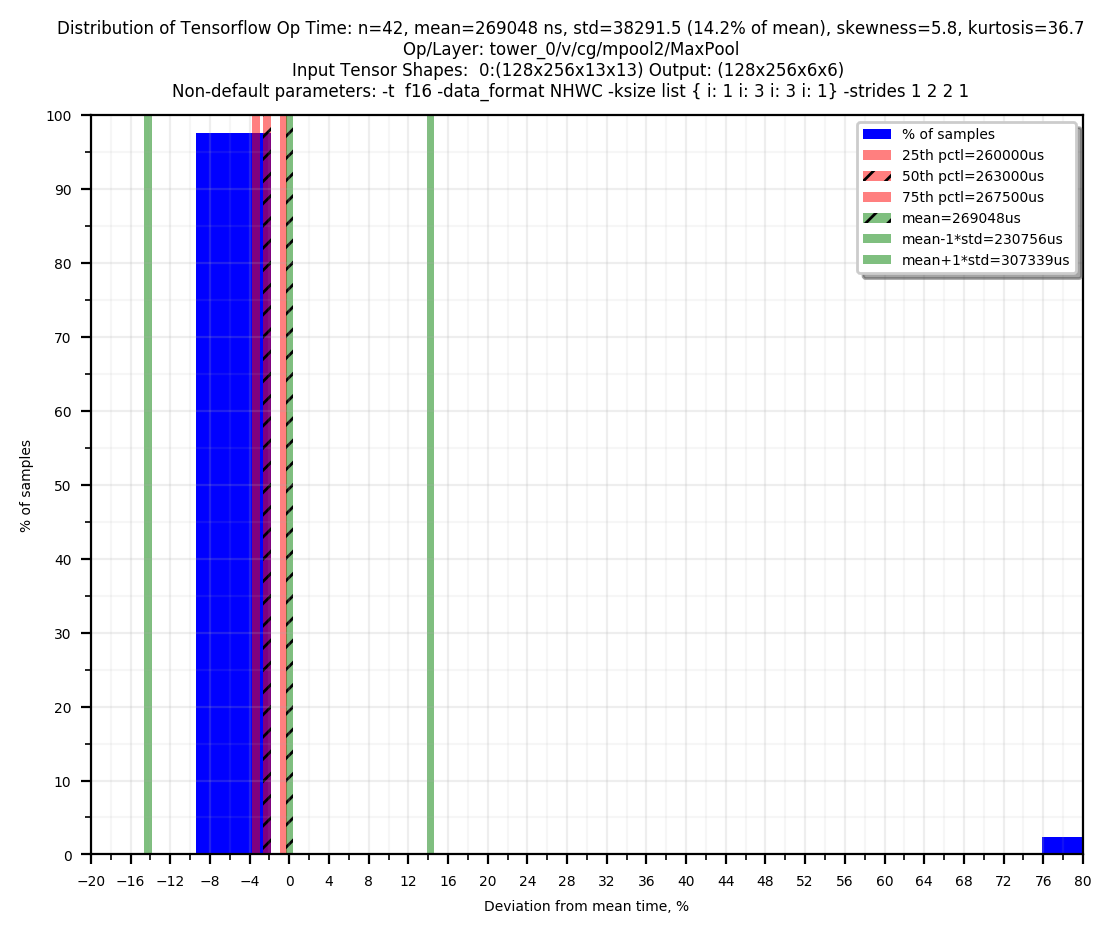 Distribution of Tensorflow Op Time: n=42, mean=269048 ns, std=38291.5 (14.2% of mean), skewness=5.8, kurtosis=36.7
Op/Layer: tower_0/v/cg/mpool2/MaxPool
Input Tensor Shapes:  0:(128x256x13x13) Output: (128x256x6x6)
Non-default parameters: -t  f16 -data_format NHWC -ksize list { i: 1 i: 3 i: 3 i: 1} -strides 1 2 2 1
% of samples
25th pctl=260000us
50th pctl=263000us
75th pctl=267500us
mean=269048us
mean-1*std=230756us
mean+1*std=307339us
100
90
80
70
60
50
40
30
20
10
0
% of samples
−20 −16 −12 −8 −4 0 4 8 12 16 20 24 28 32 36 40 44 48 52 56 60 64 68 72 76 80
Deviation from mean time, %